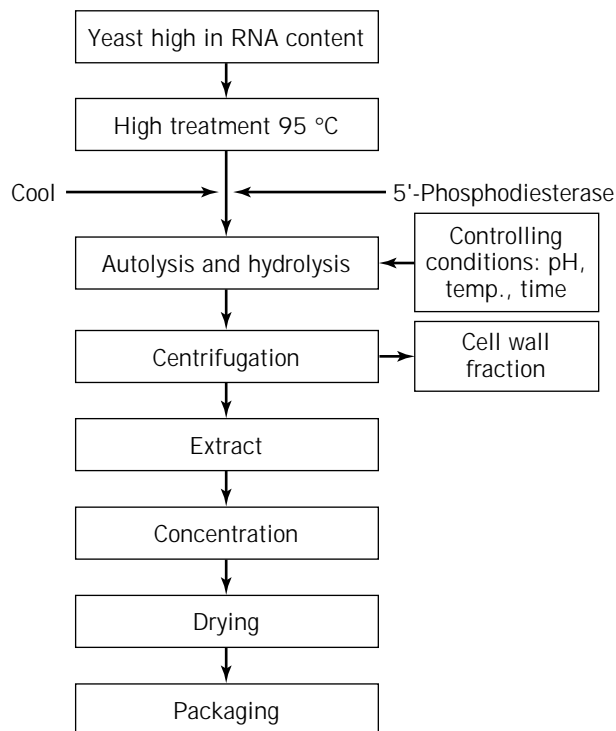 Yeast high in RNA content
High treatment 95 °C
Cool
5'-Phosphodiesterase
Autolysis and hydrolysis
Controlling
conditions: pH,
temp., time
Centrifugation
Cell wall
fraction
Extract
Concentration
Drying
Packaging